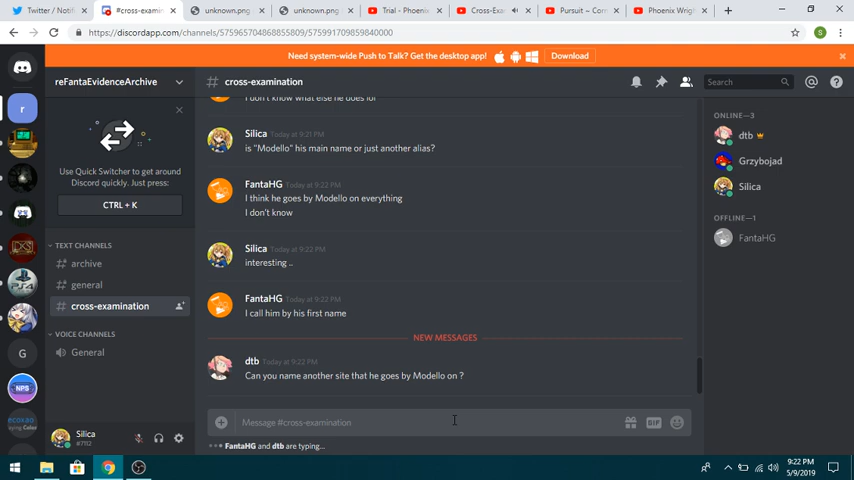 Twitter / Notifi
#cross-examin
unknown.png
unknown.png
Trial - Phoenix
Cross-Exa
Pursuit ~ Corn
Phoenix Wrigh
https://discordapp.com/channels/575965704868855809/575991709859840000
S
Need system-wide Push to Talk? Get the desktop app!
Download
reFantaEvidenceArchive
# cross-examination
Search
Use Quick Switcher to get around
Discord quickly. Just press:
CTRL + K
TEXT CHANNELS
# archive
# general
# cross-examination
VOICE CHANNELS
General
r
G
NPS
PS4
Silica
#7112
I don't know what else he does lol
Silica Today at 9:21 PM
is "Modello" his main name or just another alias?
FantaHG Today at 9:22 PM
I think he goes by Modello on everything
I don't know
Silica Today at 9:22 PM
interesting ..
FantaHG Today at 9:22 PM
I call him by his first name
NEW MESSAGES
dtb Today at 9:22 PM
Can you name another site that he goes by Modello on ?
Message #cross-examination
GIF
FantaHG and dtb are typing...
ONLINE—3
dtb
Grzybojad
Silica
OFFLINE—1
FantaHG
9:22 PM
5/9/2019